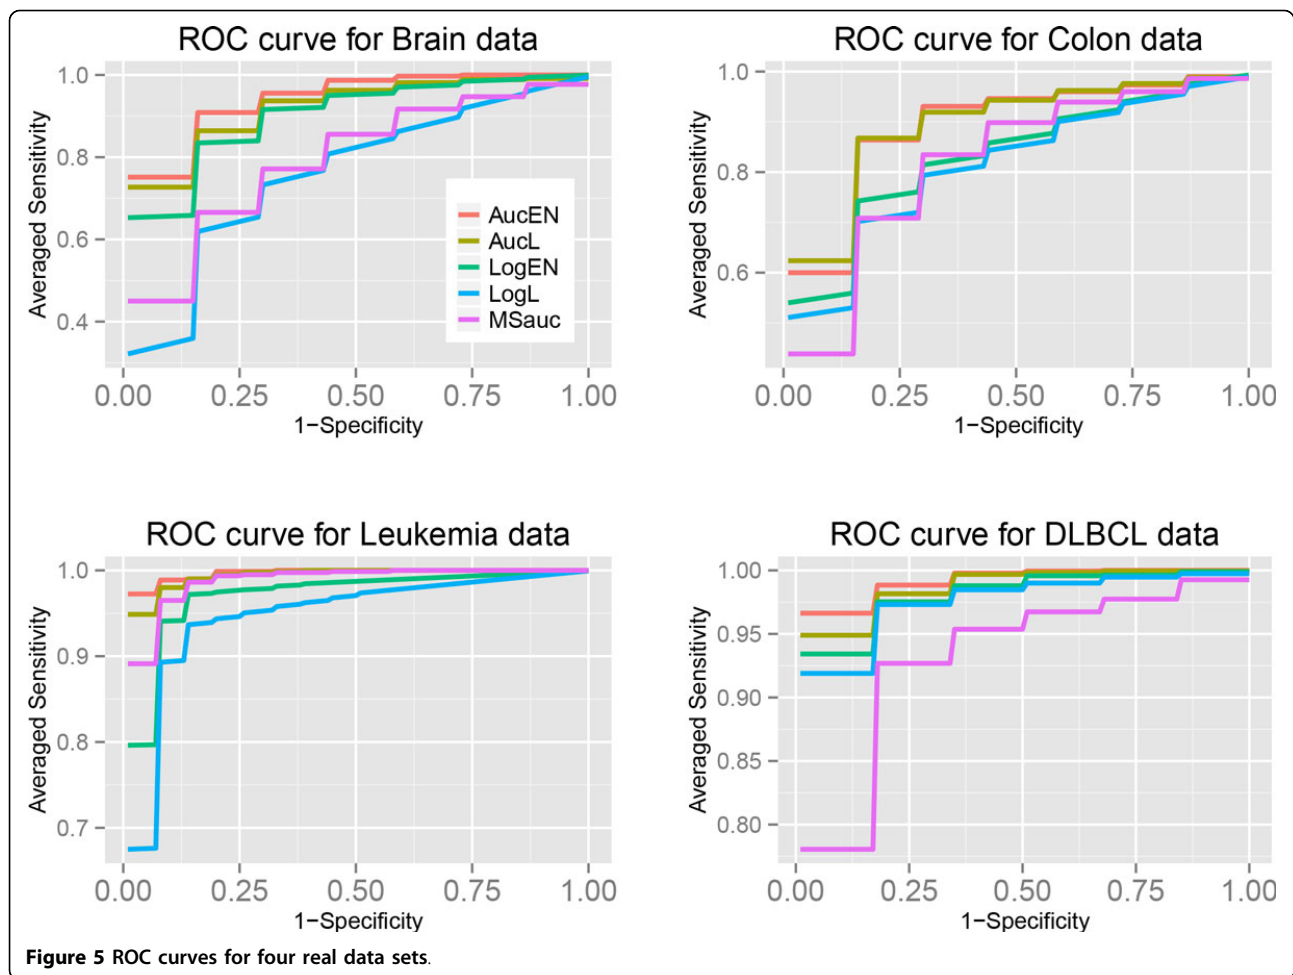 ROC curve for Brain data
Averaged Sensitivity
1.0
0.8
0.6
0.4
0.00 0.25 0.50 0.75 1.00
1−Specificity
AucEN
AucL
LogEN
LogL
MSauc
ROC curve for Colon data
Averaged Sensitivity
1.0
0.8
0.6
0.00 0.25 0.50 0.75 1.00
1−Specificity
ROC curve for Leukemia data
Averaged Sensitivity
1.0
0.9
0.8
0.7
0.00 0.25 0.50 0.75 1.00
1−Specificity
ROC curve for DLBCL data
Averaged Sensitivity
1.00
0.95
0.90
0.85
0.80
0.00 0.25 0.50 0.75 1.00
1−Specificity
Figure 5 ROC curves for four real data sets.